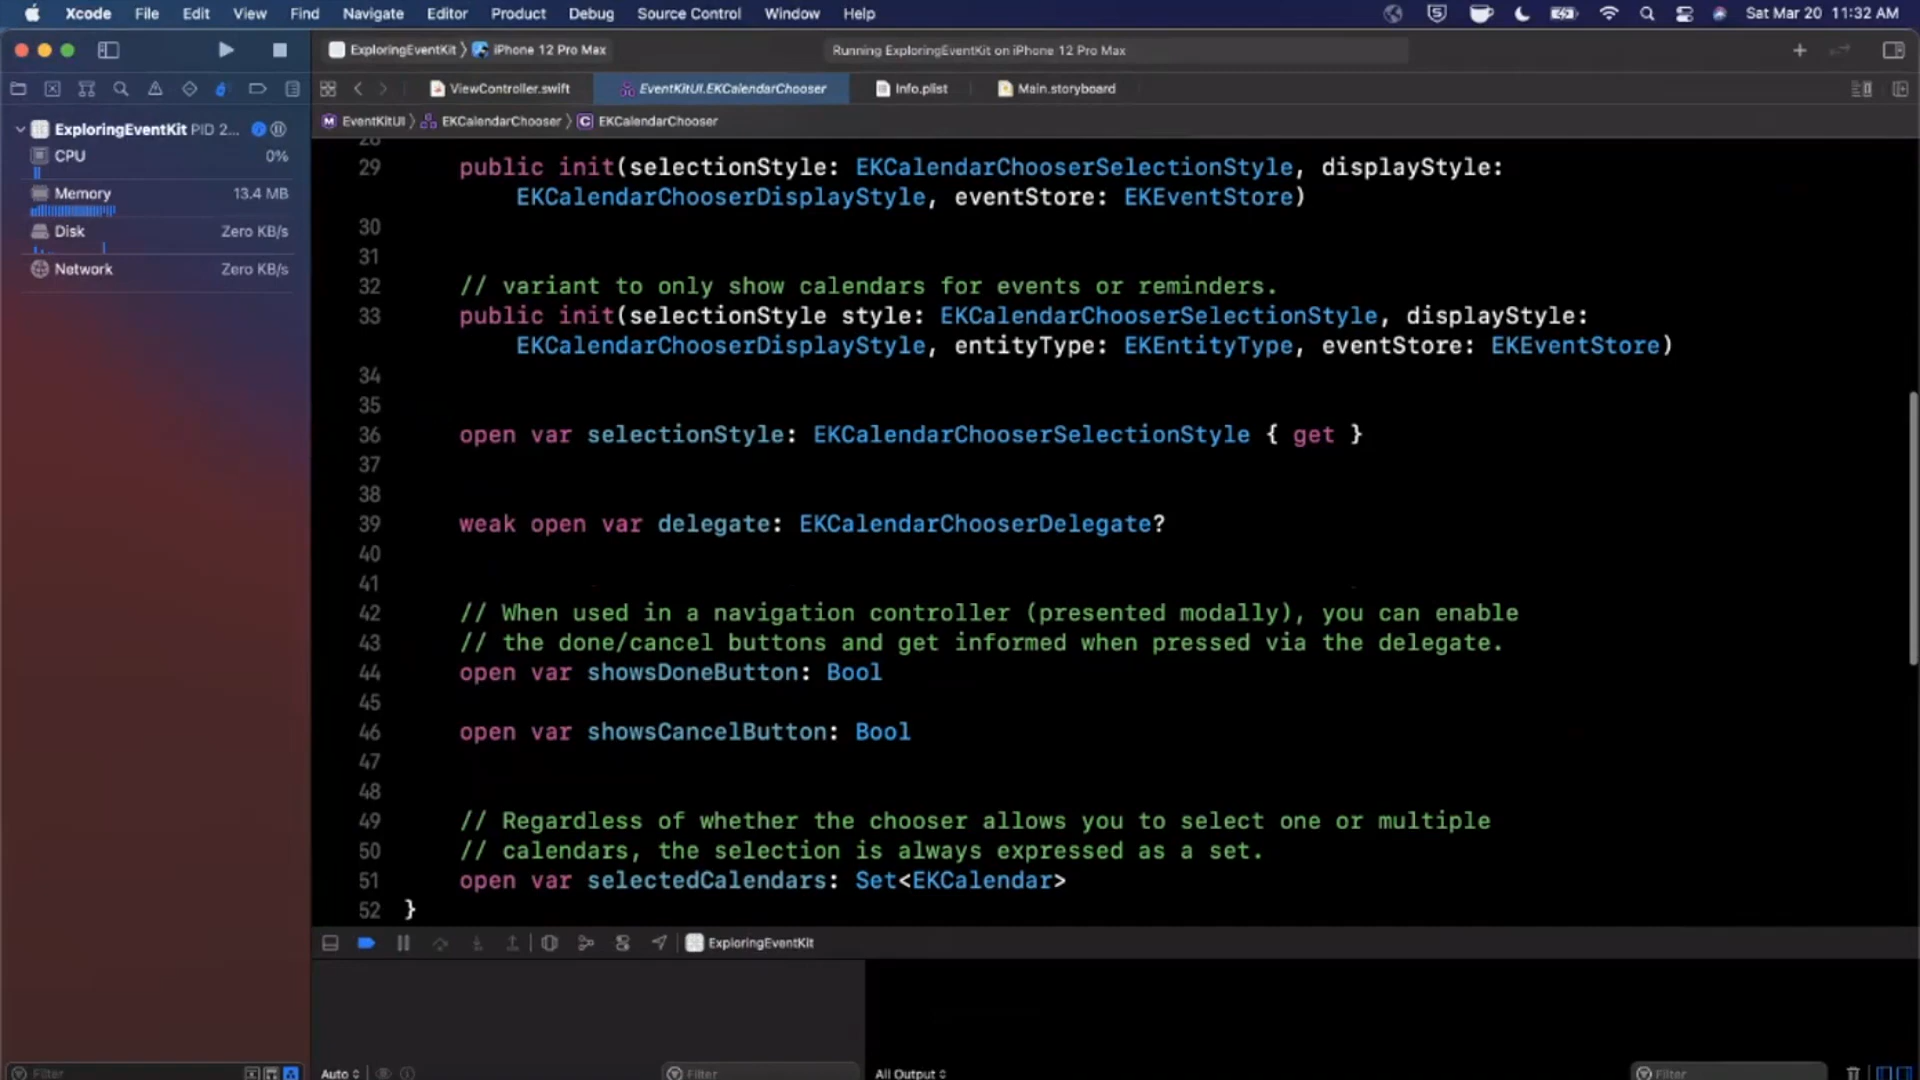 Xcode File Edit View Find Navigate Editor Product Debug Source Control Window Help Sat Mar 20 11:32 AM
ExploringEventKit iPhone 12 Pro Max Running ExploringEventKit on iPhone 12 Pro Max
ViewController.swift EventKitUI.EKCalendarChooser Info.plist Main.storyboard
EventKitUI EKCalendarChooser C EKCalendarChooser
ExploringEventKit PID 2...
CPU 0%
Memory 13.4 MB
Disk Zero KB/s
Network Zero KB/s
29 public init(selectionStyle: EKCalendarChooserSelectionStyle, displayStyle:
EKCalendarChooserDisplayStyle, eventStore: EKEventStore)
30
31
32 // variant to only show calendars for events or reminders.
33 public init(selectionStyle style: EKCalendarChooserSelectionStyle, displayStyle:
EKCalendarChooserDisplayStyle, entityType: EKEntityType, eventStore: EKEventStore)
34
35
36 open var selectionStyle: EKCalendarChooserSelectionStyle { get }
37
38
39 weak open var delegate: EKCalendarChooserDelegate?
40
41
42 // When used in a navigation controller (presented modally), you can enable
43 // the done/cancel buttons and get informed when pressed via the delegate.
44 open var showsDoneButton: Bool
45
46 open var showsCancelButton: Bool
47
48
49 // Regardless of whether the chooser allows you to select one or multiple
50 // calendars, the selection is always expressed as a set.
51 open var selectedCalendars: Set<EKCalendar>
52 }
ExploringEventKit
Filter Auto Filter All Output Filter